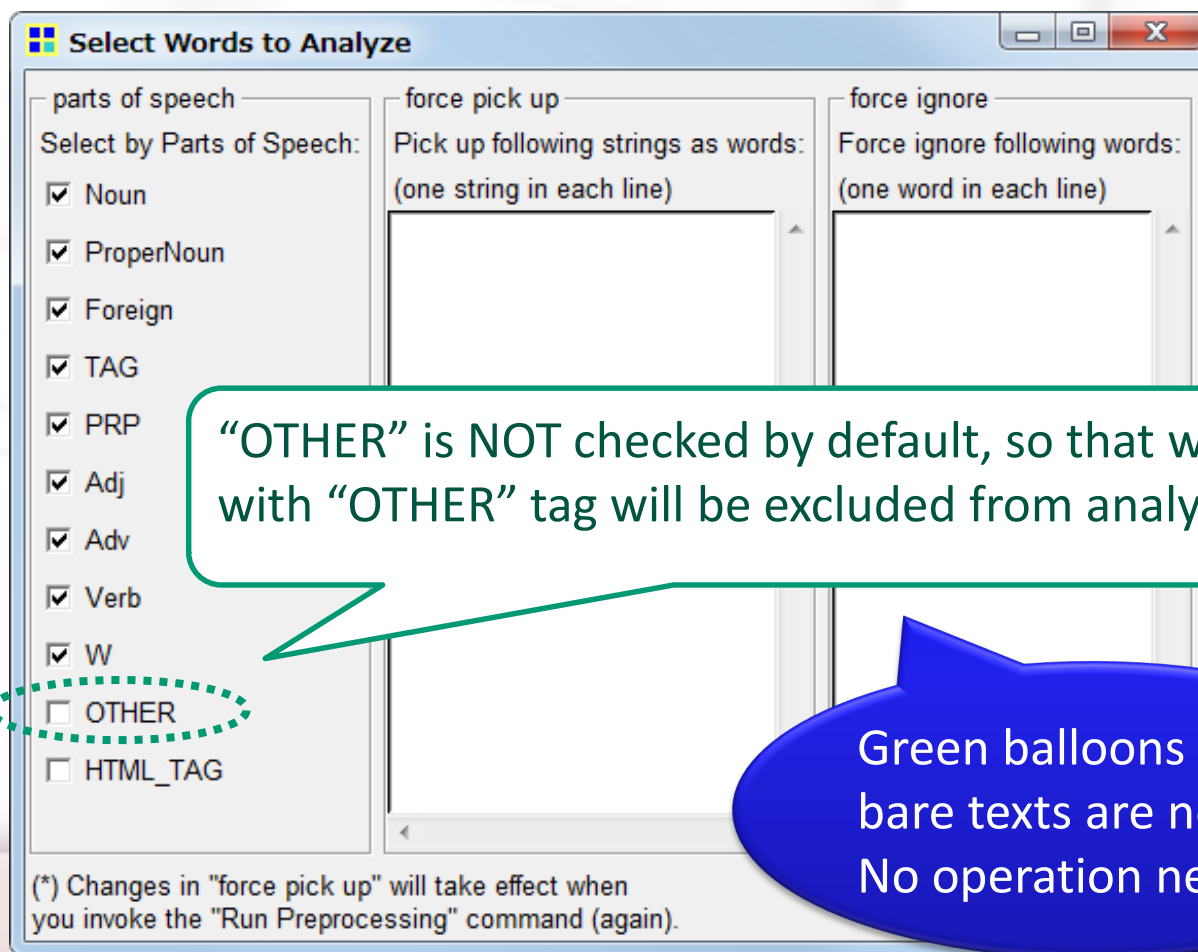 Select Words to Analyze
parts of speech
Select by Parts of Speech:
Noun
ProperNoun
Foreign
TAG
PRP
Adj
Adv
Verb
W
OTHER
HTML_TAG
force pick up
Pick up following strings as words:
(one string in each line)
force ignore
Force ignore following words:
(one word in each line)
“OTHER” is NOT checked by default, so that
with “OTHER” tag will be excluded from
Green balloons
bare texts are
No operation
(*) Changes in "force pick up" will take effect when
you invoke the "Run Preprocessing" command (again).